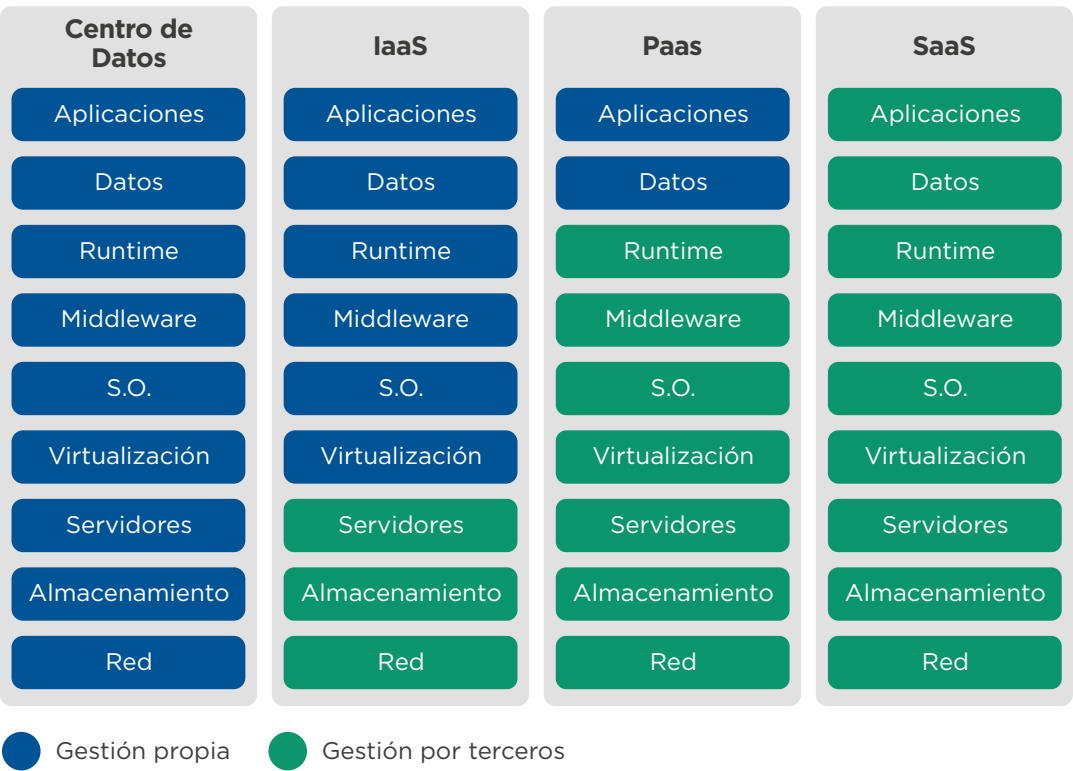 Centro de
Datos
IaaS
Paas
SaaS
Aplicaciones
Aplicaciones
Aplicaciones
Aplicaciones
Datos
Datos
Datos
Datos
Runtime
Runtime
Runtime
Runtime
Middleware
Middleware
Middleware
Middleware
S.O.
S.O.
S.O.
S.O.
Virtualización
Virtualización
Virtualización
Virtualización
Servidores
Servidores
Servidores
Servidores
Almacenamiento
Almacenamiento
Almacenamiento
Almacenamiento
Red
Red
Red
Red
Gestión propia
Gestión por terceros